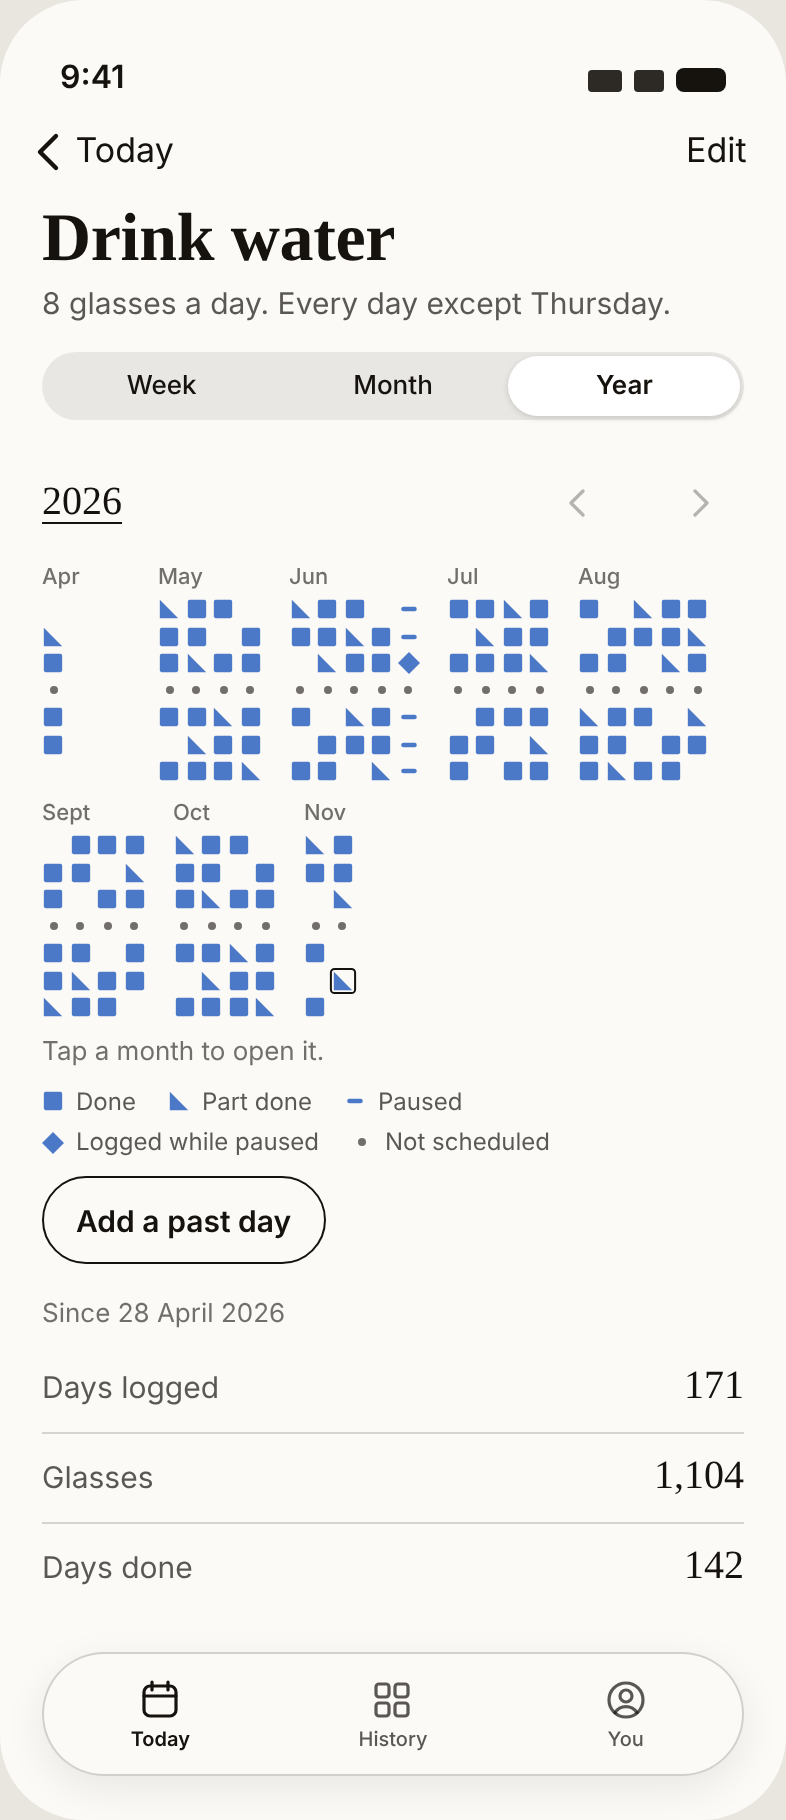 9:41
Today
Edit
Drink water
8 glasses a day. Every day except Thursday.
Week Month Year
2026
Apr May Jun Jul Aug
Sept Oct Nov
Tap a month to open it.
Done Part done Paused
Logged while paused Not scheduled
Add a past day
Since 28 April 2026
Days logged 171
Glasses 1,104
Days done 142
Today History You